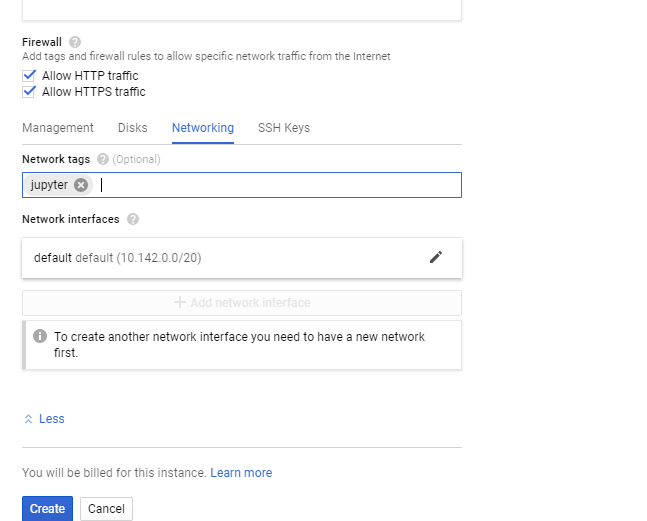 Firewall
Add tags and firewall rules to allow specific network traffic from the Internet
Allow HTTP traffic
Allow HTTPS traffic
Management Disks Networking SSH Keys
Network tags (Optional)
jupyter
Network interfaces
default default (10.142.0.0/20)
Add network interface
To create another network interface you need to have a new network
first.
Less
You will be billed for this instance. Learn more
Create Cancel